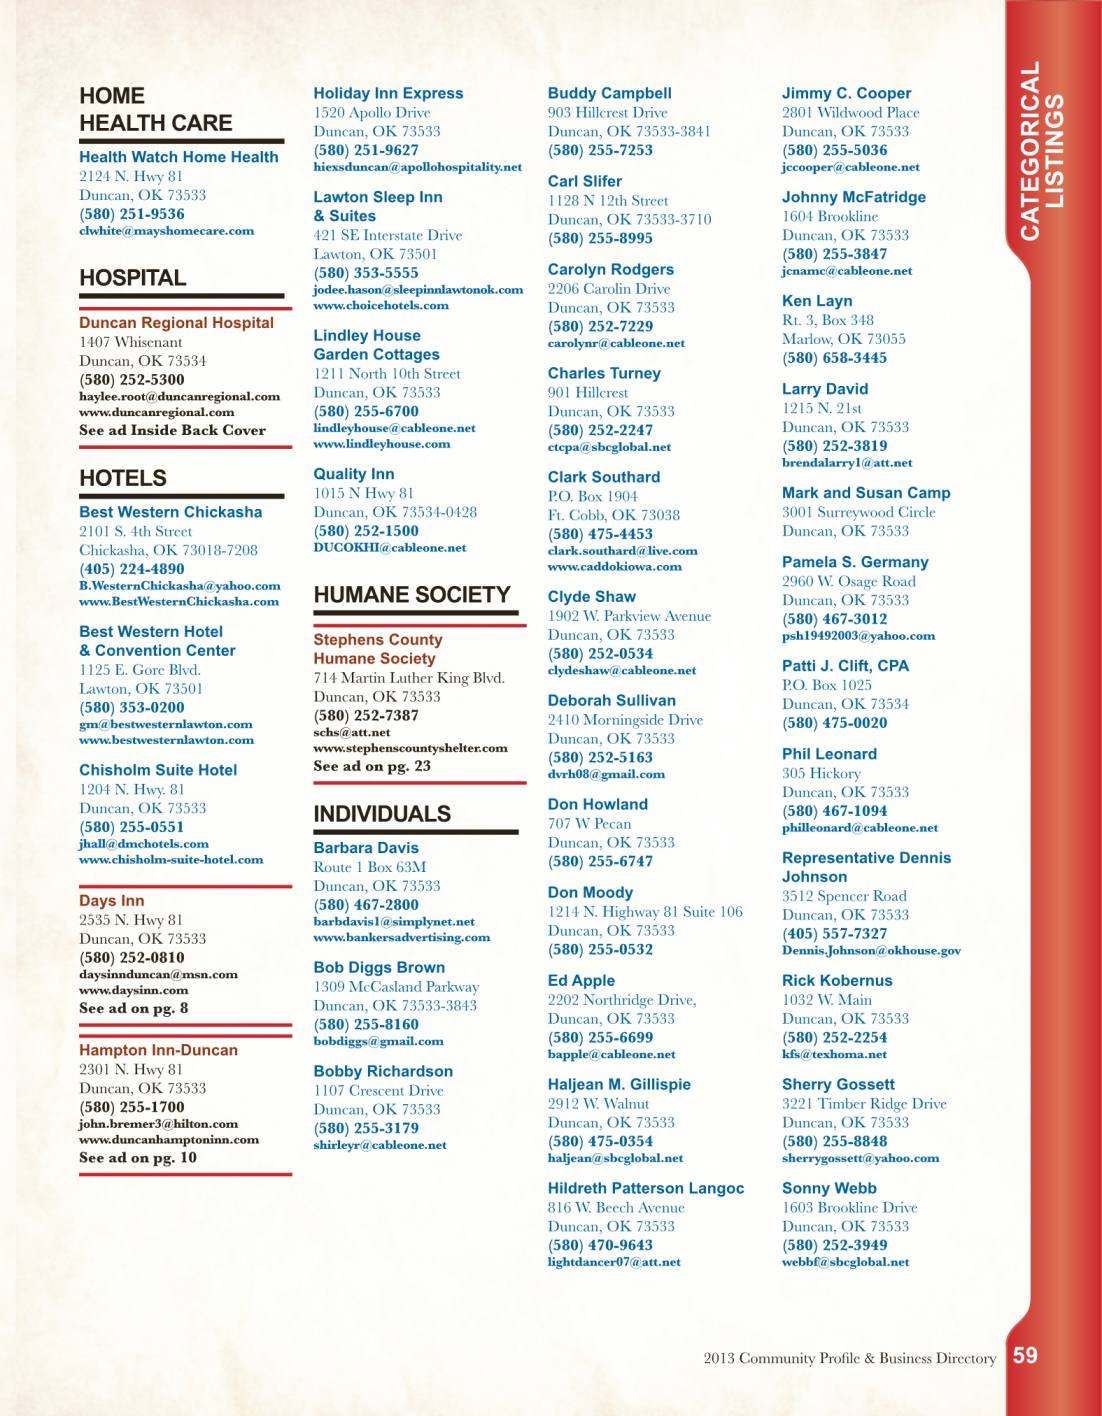 HOME
HEALTH CARE
Health Watch Home Health
2124 N. Hwy 81
Duncan, OK 73533
(580) 251-9536
clwhite@mayshomecare.com
HOSPITAL
Duncan Regional Hospital
1407 Whisenant
Duncan, OK 73534
(580) 252-5300
haylee.root@duncanregional.com
www.duncanregional.com
See ad Inside Back Cover
HOTELS
Best Western Chickasha
2101 S. 4th Street
Chickasha, OK 73018-7208
(405) 224-4890
B.WesternChickasha@yahoo.com
www.BestWesternChickasha.com
Best Western Hotel
& Convention Center
1125 E. Gore Blvd.
Lawton, OK 73501
(580) 353-0200
gm@bestwesternlawton.com
www.bestwesternlawton.com
Chisholm Suite Hotel
1204 N. Hwy. 81
Duncan, OK 73533
(580) 255-0551
jhall@dmchotels.com
www.chisholm-suite-hotel.com
Days Inn
2535 N. Hwy 81
Duncan, OK 73533
(580) 252-0810
daysinnduncan@msn.com
www.daysinn.com
See ad on pg. 8
Hampton Inn-Duncan
2301 N. Hwy 81
Duncan, OK 73533
(580) 255-1700
john.bremer3@hilton.com
www.duncanhamptoninn.com
See ad on pg. 10
Holiday Inn Express
1520 Apollo Drive
Duncan, OK 73533
(580) 251-9627
hiexsduncan@apollohospitality.net
Lawton Sleep Inn
& Suites
421 SE Interstate Drive
Lawton, OK 73501
(580) 353-5555
jodee.hason@sleepinnlawtonok.com
www.choicehotels.com
Lindley House
Garden Cottages
1211 North 10th Street
Duncan, OK 73533
(580) 255-6700
lindleyhouse@cableone.net
www.lindleyhouse.com
Quality Inn
1015 N Hwy 81
Duncan, OK 73534-0428
(580) 252-1500
DUCOKHI@cableone.net
HUMANE SOCIETY
Stephens County
Humane Society
714 Martin Luther King Blvd.
Duncan, OK 73533
(580) 252-7387
schs@att.net
www.stephenscountyshelter.com
See ad on pg. 23
INDIVIDUALS
Barbara Davis
Route 1 Box 63M
Duncan, OK 73533
(580) 467-2800
barbdavis1@simplynet.net
www.bankersadvertising.com
Bob Diggs Brown
1309 McCasland Parkway
Duncan, OK 73533-3843
(580) 255-8160
bobdiggs@gmail.com
Bobby Richardson
1107 Crescent Drive
Duncan, OK 73533
(580) 255-3179
shirleyr@cableone.net
Buddy Campbell
903 Hillcrest Drive
Duncan, OK 73533-3841
(580) 255-7253
Carl Slifer
1128 N 12th Street
Duncan, OK 73533-3710
(580) 255-8995
Carolyn Rodgers
2206 Carolin Drive
Duncan, OK 73533
(580) 252-7229
carolynr@cableone.net
Charles Turney
901 Hillcrest
Duncan, OK 73533
(580) 252-2247
ctcpa@sbcglobal.net
Clark Southard
P.O. Box 1904
Ft. Cobb, OK 73038
(580) 475-4453
clark.southard@live.com
www.caddokiowa.com
Clyde Shaw
1902 W. Parkview Avenue
Duncan, OK 73533
(580) 252-0534
clydeshaw@cableone.net
Deborah Sullivan
2410 Morningside Drive
Duncan, OK 73533
(580) 252-5163
dvrh08@gmail.com
Don Howland
707 W Pecan
Duncan, OK 73533
(580) 255-6747
Don Moody
1214 N. Highway 81 Suite 106
Duncan, OK 73533
(580) 255-0532
Ed Apple
2202 Northridge Drive,
Duncan, OK 73533
(580) 255-6699
bapple@cableone.net
Haljean M. Gillispie
2912 W. Walnut
Duncan, OK 73533
(580) 475-0354
haljean@sbcglobal.net
Hildreth Patterson Langoc
816 W. Beech Avenue
Duncan, OK 73533
(580) 470-9643
lightdancer07@att.net
Jimmy C. Cooper
2801 Wildwood Place
Duncan, OK 73533
(580) 255-5036
jccooper@cableone.net
Johnny McFatridge
1604 Brookline
Duncan, OK 73533
(580) 255-3847
jcnamc@cableone.net
Ken Layn
Rt. 3, Box 348
Marlow, OK 73055
(580) 658-3445
Larry David
1215 N. 21st
Duncan, OK 73533
(580) 252-3819
brendalarry1@att.net
Mark and Susan Camp
3001 Surreywood Circle
Duncan, OK 73533
Pamela S. Germany
2960 W. Osage Road
Duncan, OK 73533
(580) 467-3012
psh19492003@yahoo.com
Patti J. Clift, CPA
P.O. Box 1025
Duncan, OK 73534
(580) 475-0020
Phil Leonard
305 Hickory
Duncan, OK 73533
(580) 467-1094
philleonard@cableone.net
Representative Dennis
Johnson
3512 Spencer Road
Duncan, OK 73533
(405) 557-7327
Dennis.Johnson@okhouse.gov
Rick Kobernus
1032 W. Main
Duncan, OK 73533
(580) 252-2254
kfs@texhoma.net
Sherry Gossett
3221 Timber Ridge Drive
Duncan, OK 73533
(580) 255-8848
sherrygossett@yahoo.com
Sonny Webb
1603 Brookline Drive
Duncan, OK 73533
(580) 252-3949
webbf@sbcglobal.net
CATEGORICAL
LISTINGS
2013 Community Profile & Business Directory 59